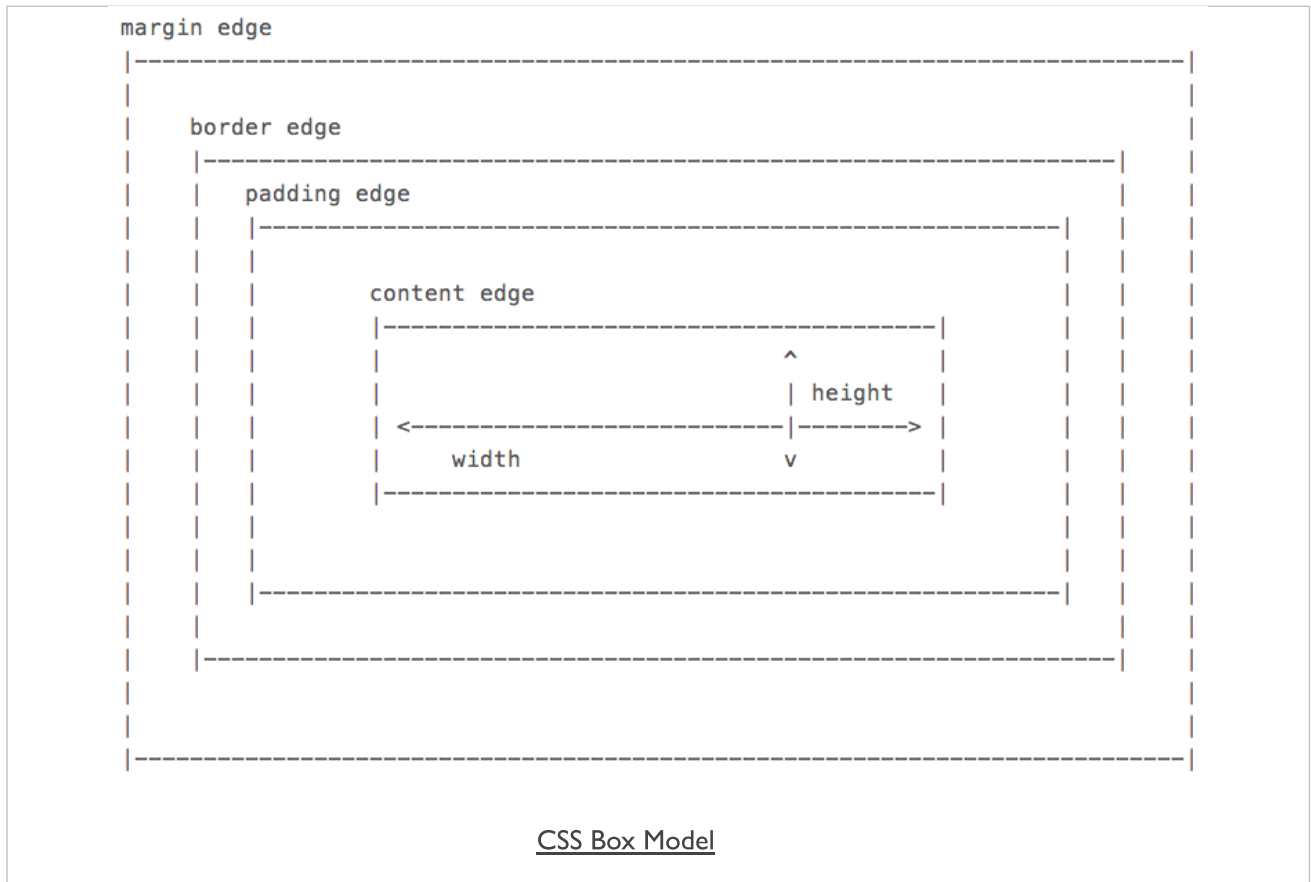 margin edge
border edge
padding edge
content edge
height
width
CSS Box Model